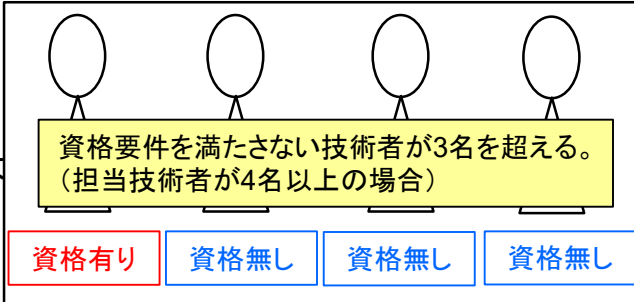 資格要件を満たさない技術者が3名を超える。
（担当技術者が4名以上の場合）
資格有り
資格無し
資格無し
資格無し